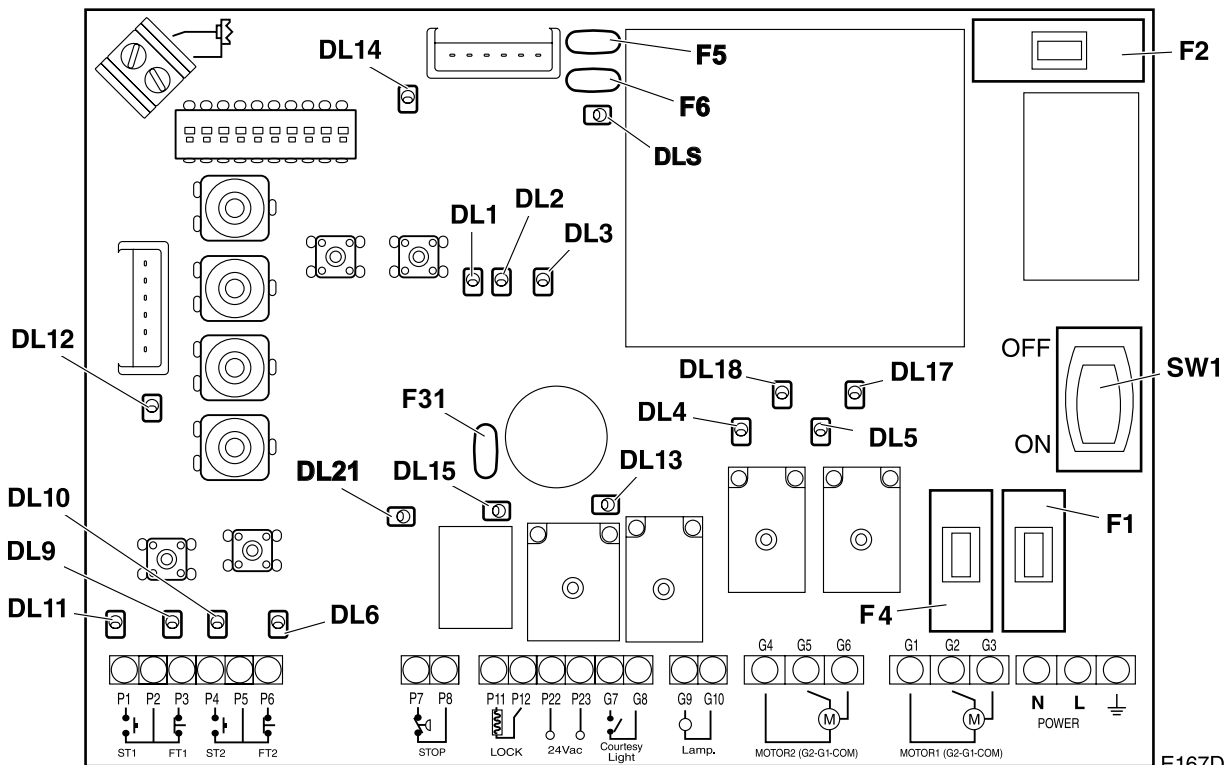 DL14
F5
F2
F6
DLS
DL1
DL2
DL3
DL12
OFF
SW1
DL18
DL17
F31
DL4
DL5
ON
DL21
DL15
DL13
DL10
F1
DL9
F4
DL11
DL6
G4 G5 G6 G1 G2 G3
P1 P2 P3 P4 P5 P6 P7 P8 P11 P12 P22 P23 G7 G8 G9 G10
N L
POWER
M M
ST1 FT1 ST2 FT2 STOP LOCK 24Vac Courtesy Light Lamp. MOTOR2 (G2-G1-COM) MOTOR1 (G2-G1-COM)
E167D